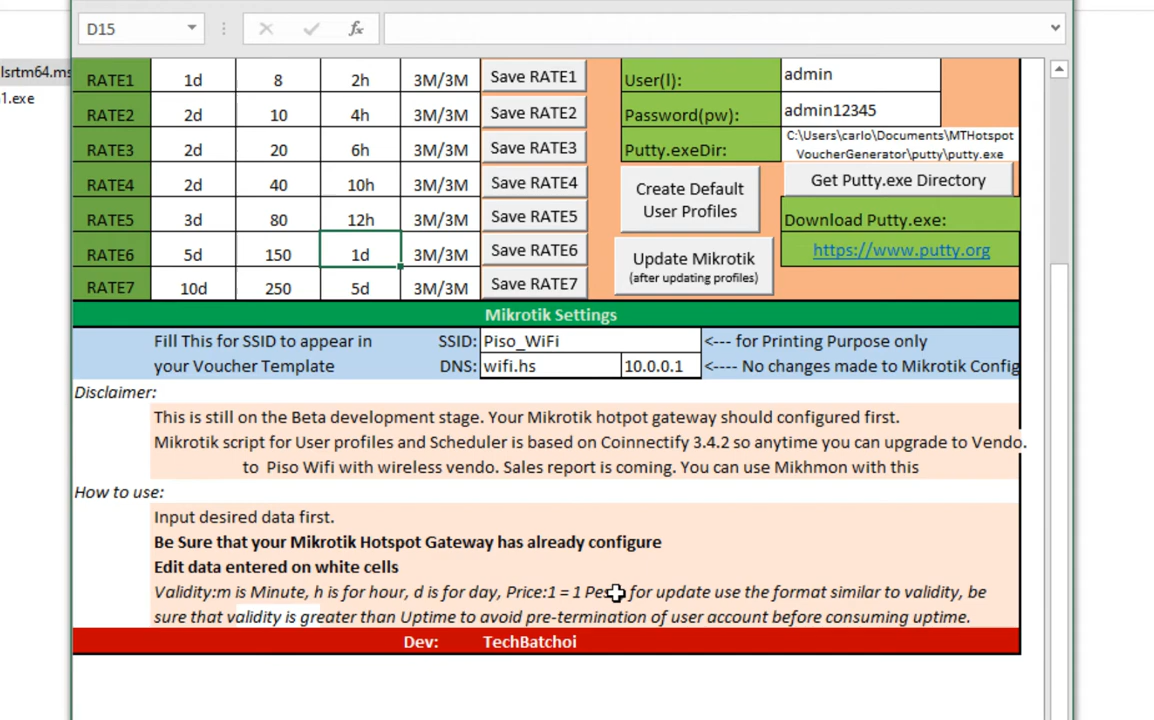 D15 fx
lsrtm64.ms
1.exe
RATE1 1d 8 2h 3M/3M Save RATE1 User(l): admin
RATE2 2d 10 4h 3M/3M Save RATE2 Password(pw): admin12345
RATE3 2d 20 6h 3M/3M Save RATE3 Putty.exeDir: C:\Users\carlo\Documents\MTHotspot
VoucherGenerator\putty\putty.exe
RATE4 2d 40 10h 3M/3M Save RATE4 Create Default Get Putty.exe Directory
User Profiles
RATE5 3d 80 12h 3M/3M Save RATE5 Download Putty.exe:
RATE6 5d 150 1d 3M/3M Save RATE6 Update Mikrotik https://www.putty.org
(after updating profiles)
RATE7 10d 250 5d 3M/3M Save RATE7
Mikrotik Settings
Fill This for SSID to appear in SSID: Piso_WiFi <--- for Printing Purpose only
your Voucher Template DNS: wifi.hs 10.0.0.1 <---- No changes made to Mikrotik Config
Disclaimer:
This is still on the Beta development stage. Your Mikrotik hotpot gateway should configured first.
Mikrotik script for User profiles and Scheduler is based on Coinnectify 3.4.2 so anytime you can upgrade to Vendo.
to Piso Wifi with wireless vendo. Sales report is coming. You can use Mikhmon with this
How to use:
Input desired data first.
Be Sure that your Mikrotik Hotspot Gateway has already configure
Edit data entered on white cells
Validity:m is Minute, h is for hour, d is for day, Price:1 = 1 for update use the format similar to validity, be
sure that validity is greater than Uptime to avoid pre-termination of user account before consuming uptime.
Dev: TechBatchoi